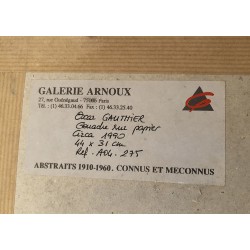 GALERIE ARNOUX
27, rue Guénégaud - 75006 Paris
Tél. : (1) 46.33.04.66 Fax : (1) 46.33.25.40
Oscar GAUTHIER
Gouache sur papier
Circa 1990
44 x 31 cm
Réf. A04-275
ABSTRAITS 1910-1960. CONNUS ET MECONNUS